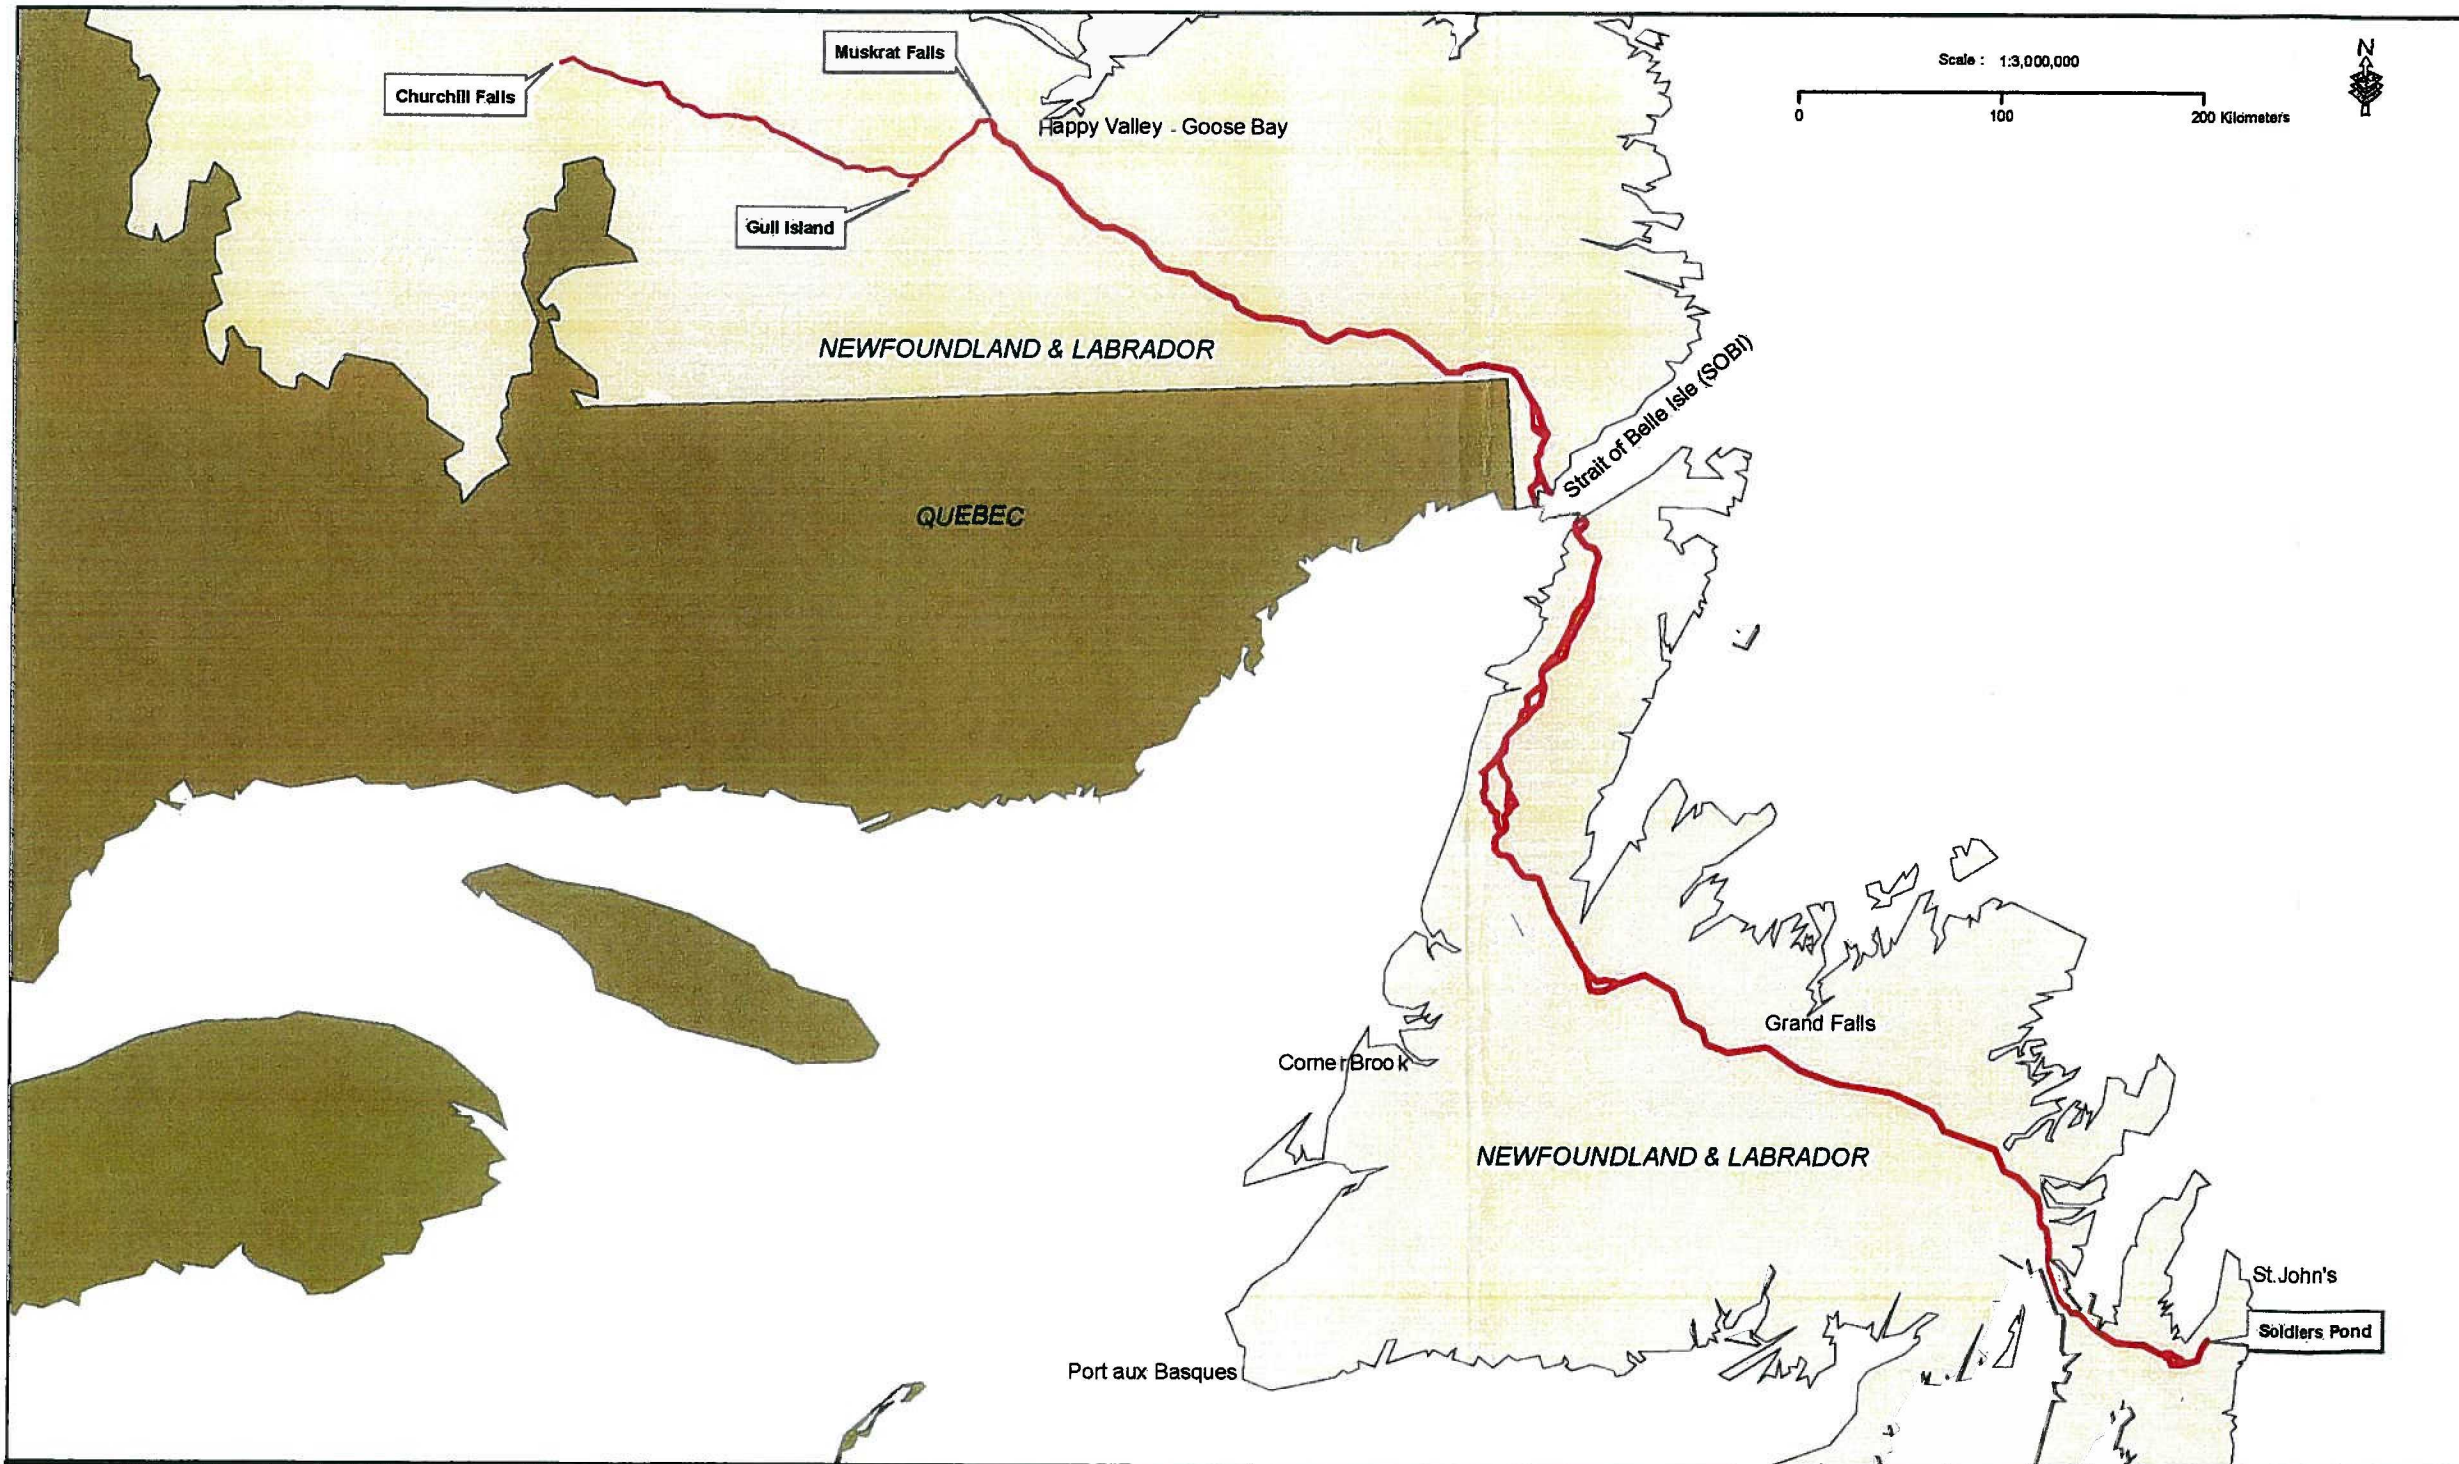 Muskrat Falls
Scale : 1:3,000,000
N
Churchill Falls
0 100 200 Kilometers
Happy Valley - Goose Bay
Gull Island
NEWFOUNDLAND & LABRADOR
Strait of Belle Isle (SOBI)
QUEBEC
Grand Falls
Corner Brook
NEWFOUNDLAND & LABRADOR
St.John's
Soldiers Pond
Port aux Basques